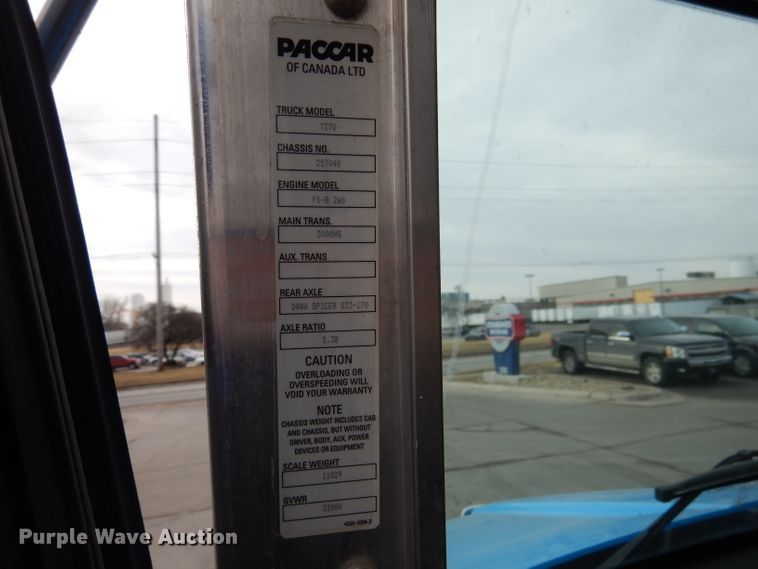 PACCAR
OF CANADA LTD
TRUCK MODEL
T370
CHASSIS NO.
257040
ENGINE MODEL
PX-8 260
MAIN TRANS.
3000HS
AUX. TRANS
REAR AXLE
DANA SPICER S23-170
AXLE RATIO
5.38
CAUTION
OVERLOADING OR
OVERSPEEDING WILL
VOID YOUR WARRANTY
NOTE
CHASSIS WEIGHT INCLUDES CAB
AND CHASSIS, BUT WITHOUT
DRIVER, BODY, AUX. POWER
DEVICES OR EQUIPMENT
SCALE WEIGHT
11029
GVWR
33000
Purple Wave Auction